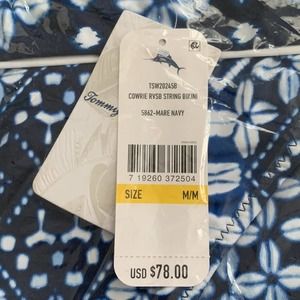 Tommy
TSW20245B
COWRIE RVSB STRING BIKINI
5862-MARE NAVY
7 19260 372504
SIZE M/M
USD $78.00